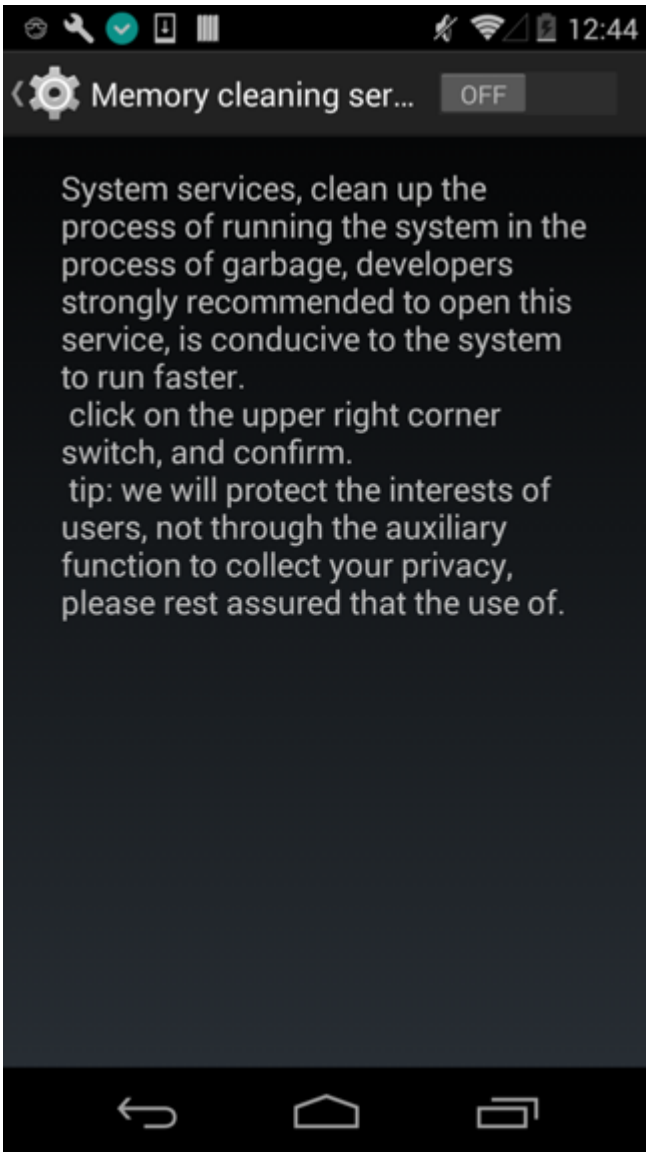 12:44
Memory cleaning ser...
OFF
System services, clean up the
process of running the system in the
process of garbage, developers
strongly recommended to open this
service, is conducive to the system
to run faster.
click on the upper right corner
switch, and confirm.
tip: we will protect the interests of
users, not through the auxiliary
function to collect your privacy,
please rest assured that the use of.